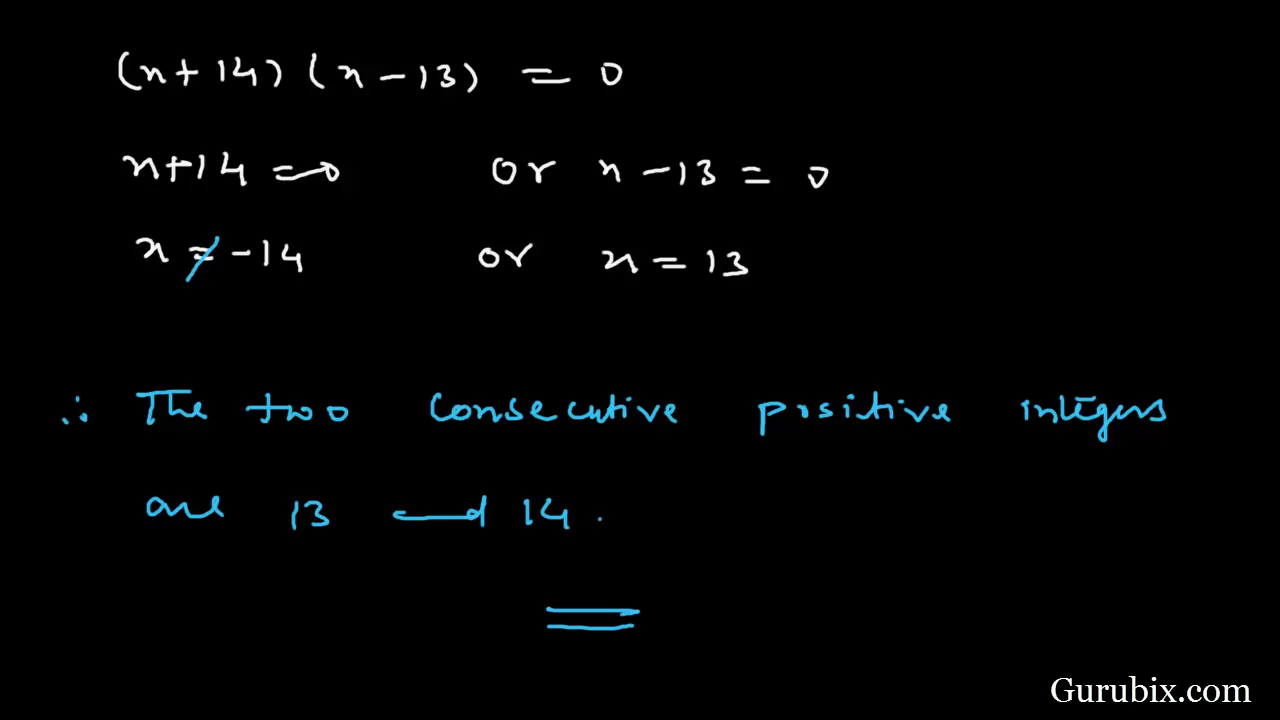 (x+14) (x-13) = 0
x+14 = 0 or x-13 = 0
x ≠ -14 or x = 13
∴ The two consecutive positive integers
are 13 and 14.
Gurubix.com